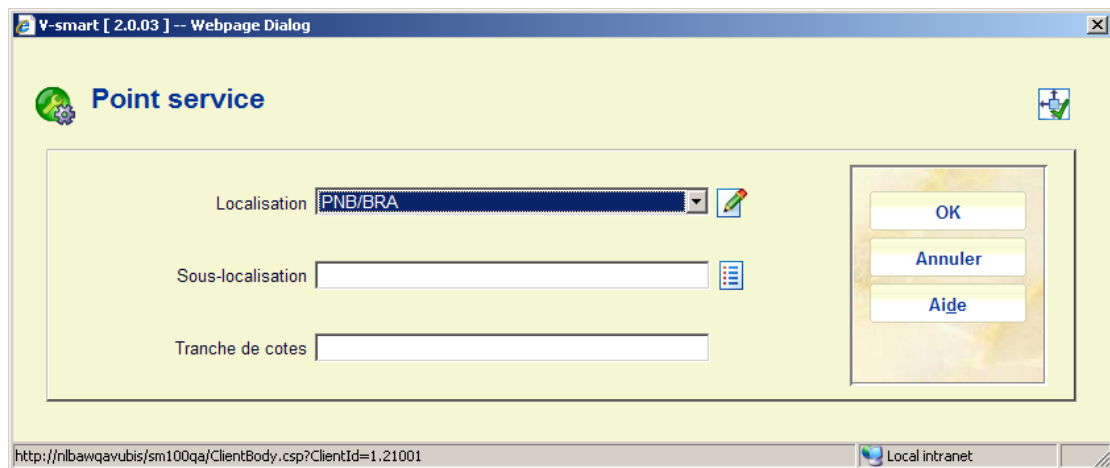 V-smart [ 2.0.03 ] -- Webpage Dialog
Point service
Localisation PNB/BRA
Sous-localisation
Tranche de cotes
OK
Annuler
Aide
http://nlbawqavubis/sm100qa/ClientBody.csp?ClientId=1.21001 Local intranet